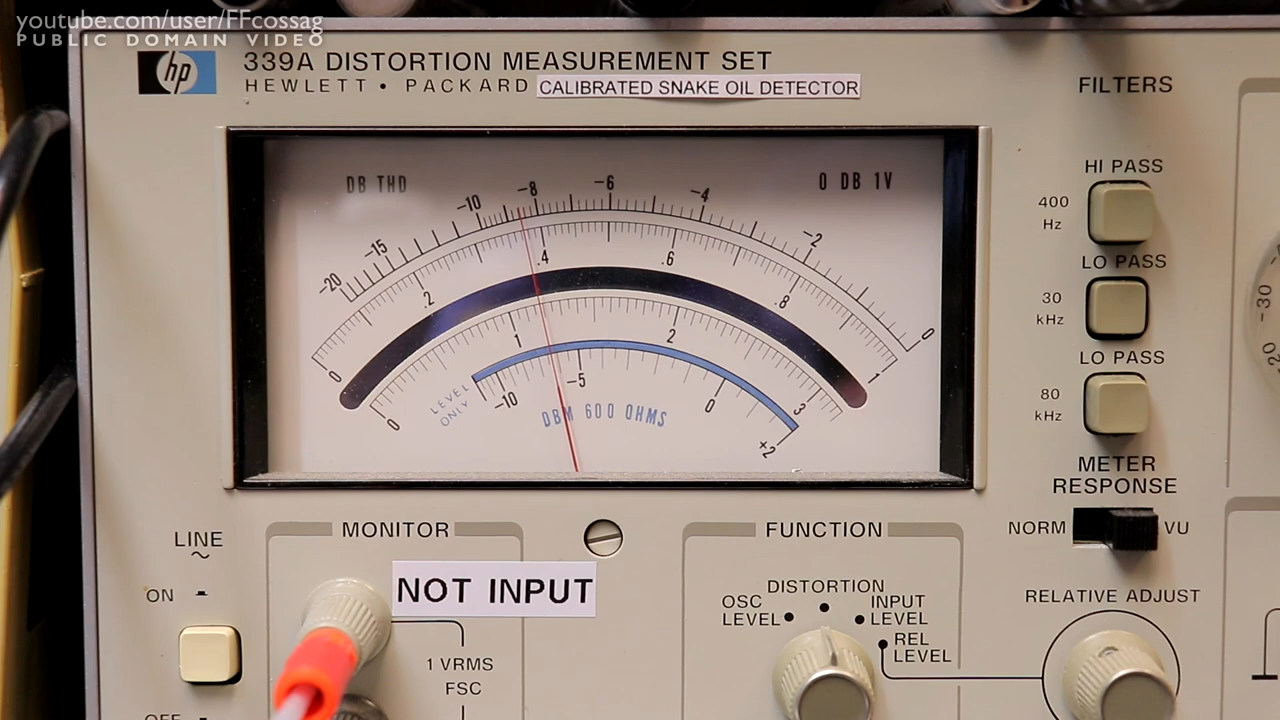 youtube.com/user/FFcossag
PUBLIC DOMAIN VIDEO
hp
339A DISTORTION MEASUREMENT SET
HEWLETT • PACKARD
CALIBRATED SNAKE OIL DETECTOR
FILTERS
HI PASS
400 Hz
LO PASS
30 kHz
LO PASS
80 kHz
DB THD
0 DB 1V
-20 -15 -10 -8 -6 -4 -2 0
0 .2 .4 .6 .8 1
0 1 2 3
LEVEL ONLY
-10 -5 0 +2
DBM 600 OHMS
-30
20
METER
RESPONSE
NORM VU
RELATIVE ADJUST
LINE
~
ON
OFF
MONITOR
NOT INPUT
1 VRMS
FSC
FUNCTION
DISTORTION
OSC
LEVEL
INPUT
LEVEL
REL
LEVEL